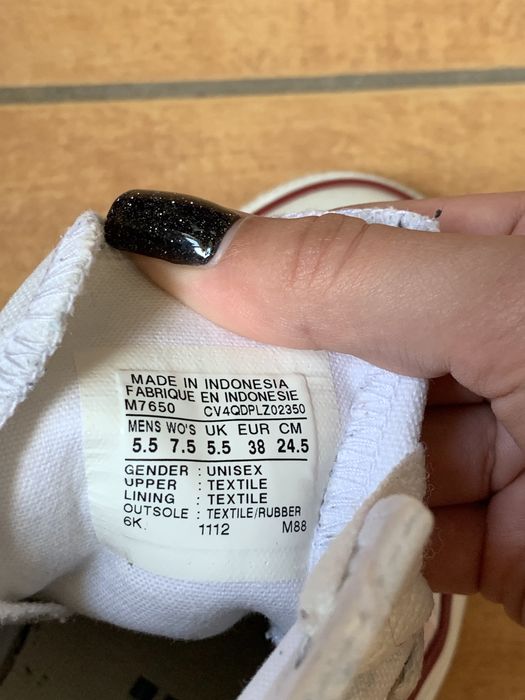 MADE IN INDONESIA
FABRIQUE EN INDONESIE
M7650 CV4QDPLZ02350
MENS WO'S UK EUR CM
5.5 7.5 5.5 38 24.5
GENDER : UNISEX
UPPER : TEXTILE
LINING : TEXTILE
OUTSOLE : TEXTILE/RUBBER
6K. 1112 M88